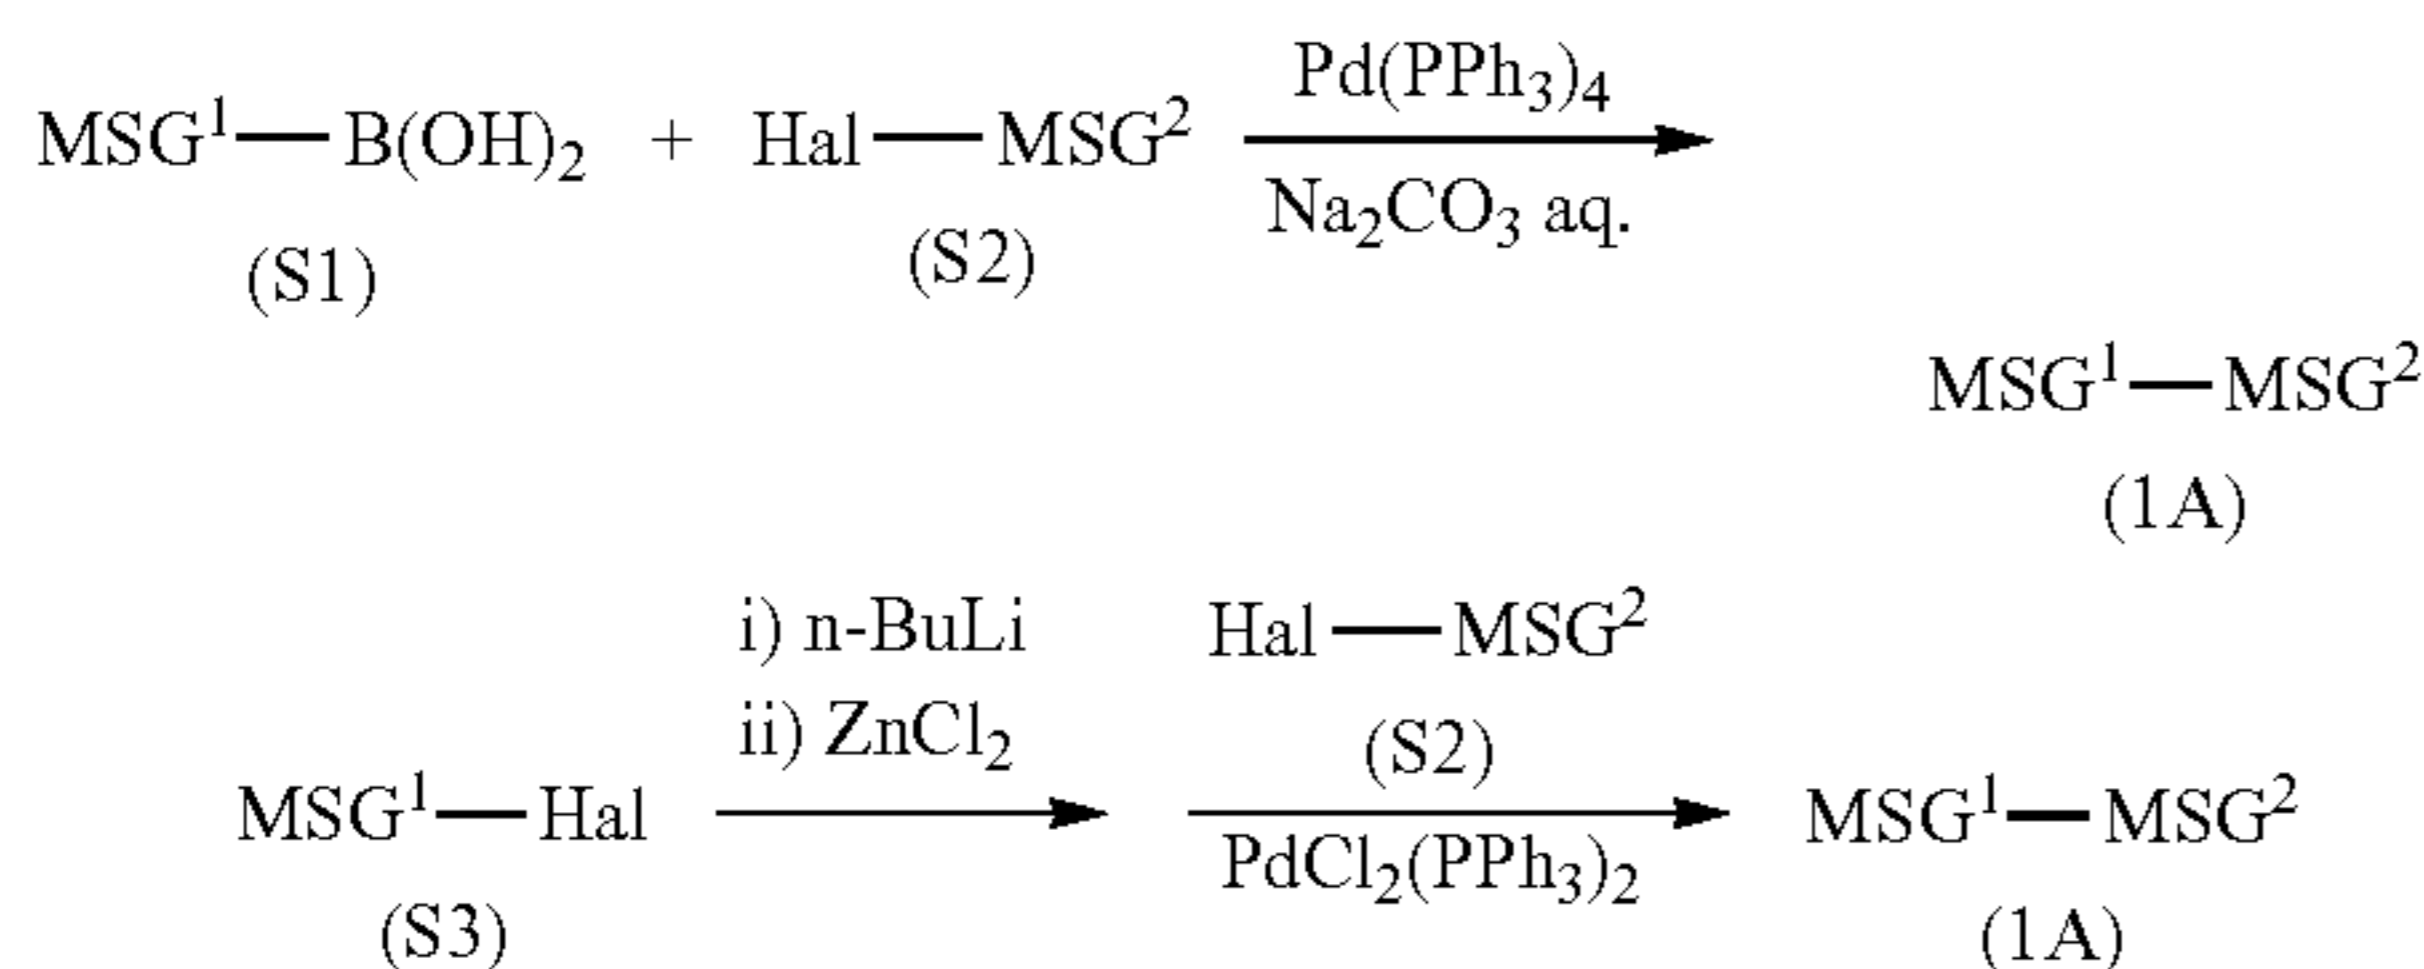 MSG¹—B(OH)₂ + Hal—MSG² Pd(PPh₃)₄
Na₂CO₃ aq.
(S1) (S2)
MSG¹—MSG²
(1A)
i) n-BuLi Hal—MSG²
ii) ZnCl₂ (S2)
MSG¹—Hal MSG¹—MSG²
PdCl₂(PPh₃)₂
(S3) (1A)